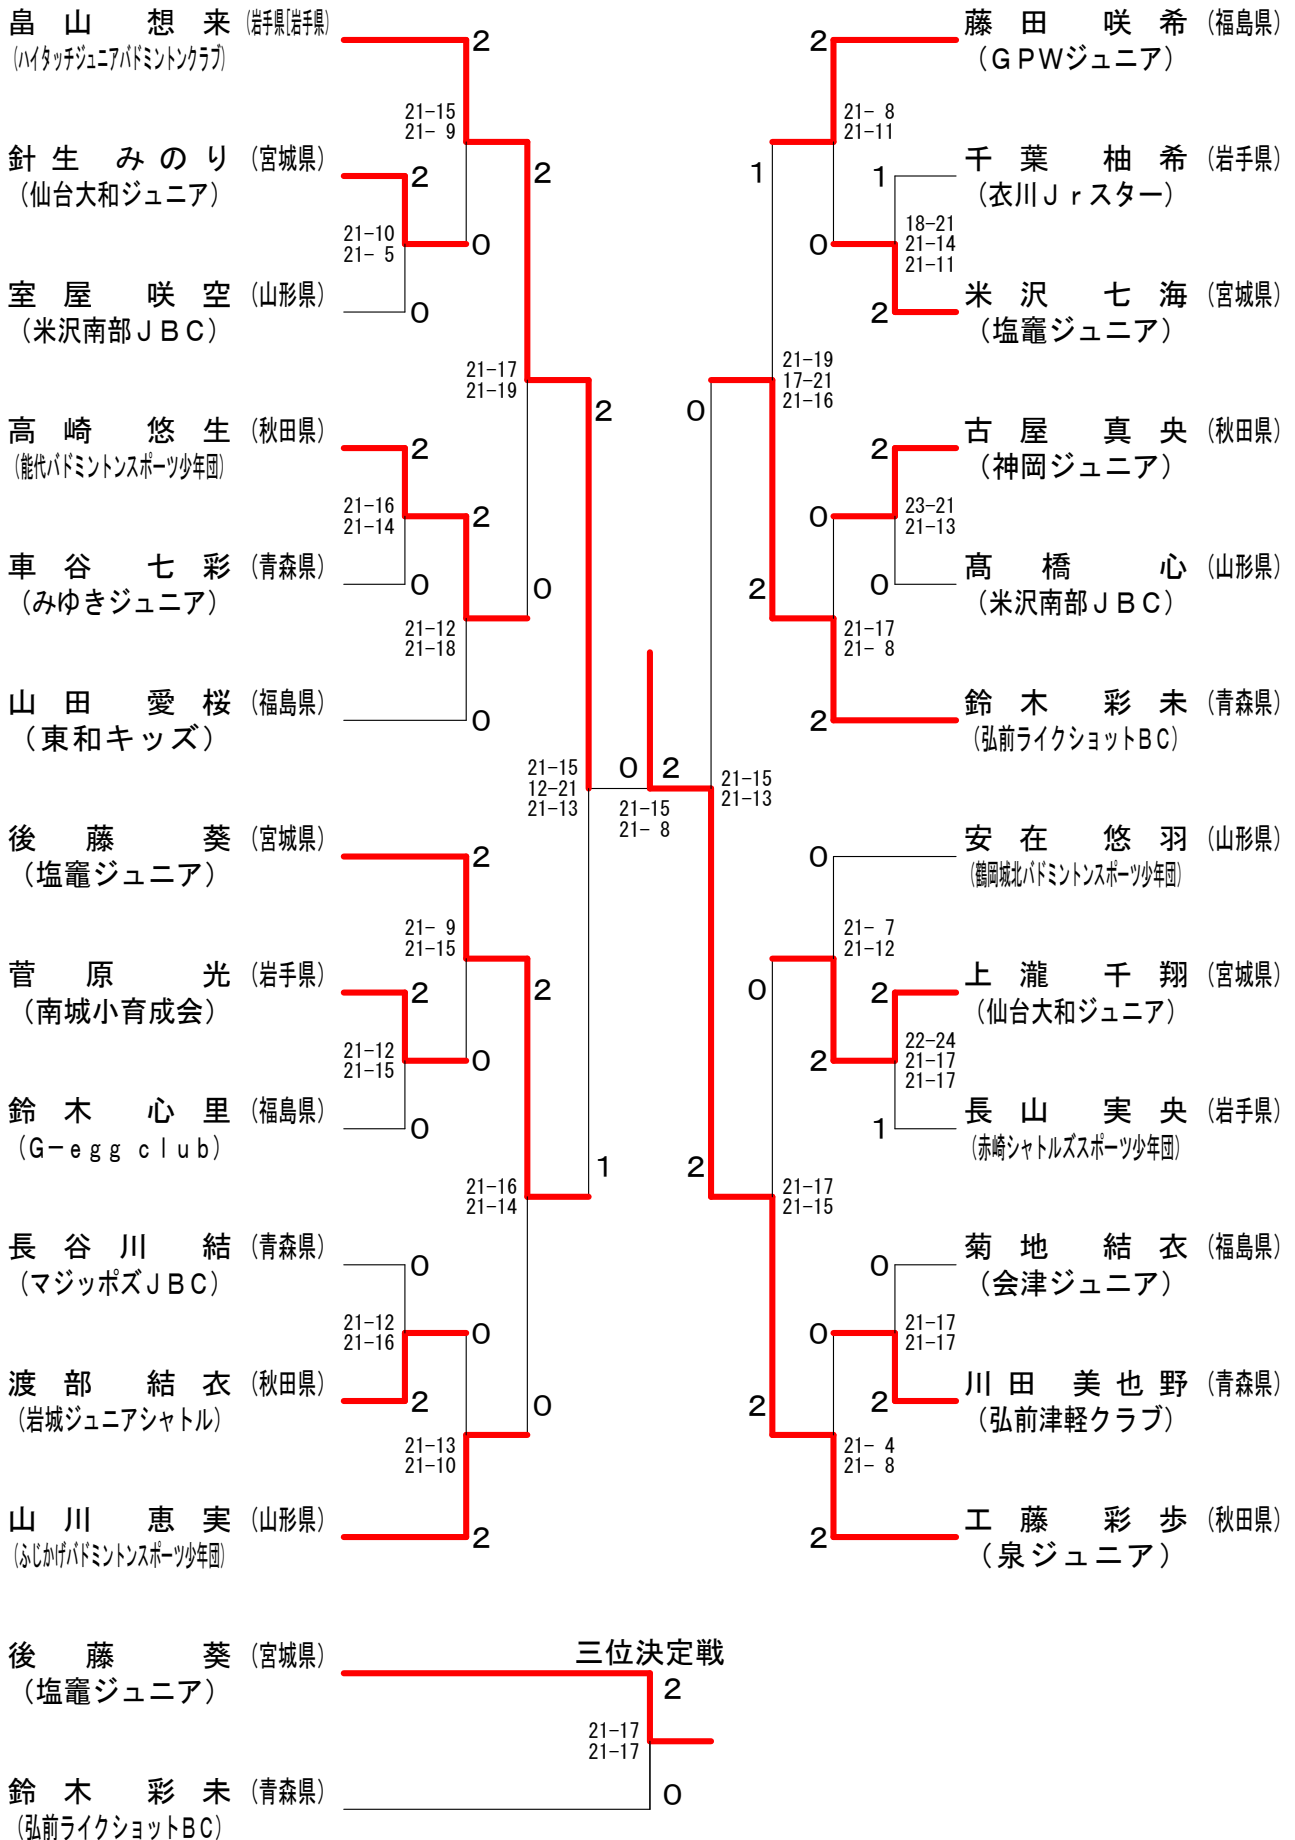 畠山 想来 (岩手県[岩手県)
(ハイタッチジュニアバドミントンクラブ)
2
21-15
21- 9
針生 みのり (宮城県)
(仙台大和ジュニア)
2
2
21-10
21- 5
0
室屋 咲空 (山形県)
(米沢南部JBC)
0
21-17
21-19
2
高崎 悠生 (秋田県)
(能代バドミントンスポーツ少年団)
2
21-16
21-14
2
車谷 七彩 (青森県)
(みゆきジュニア)
0
0
21-12
21-18
山田 愛桜 (福島県)
(東和キッズ)
0
21-15
12-21
21-13
後藤 葵 (宮城県)
(塩竈ジュニア)
2
21- 9
21-15
菅原 光 (岩手県)
(南城小育成会)
2
2
21-12
21-15
0
鈴木 心里 (福島県)
(G-egg club)
0
1
21-16
21-14
長谷川 結 (青森県)
(マジッポズJBC)
0
21-12
21-16
0
渡部 結衣 (秋田県)
(岩城ジュニアシャトル)
2
0
21-13
21-10
山川 恵実 (山形県)
(ふじかげバドミントンスポーツ少年団)
2
0
2
21-15
21- 8
藤田 咲希 (福島県)
(GPWジュニア)
2
21- 8
21-11
千葉 柚希 (岩手県)
(衣川Jrスター)
1
1
18-21
21-14
21-11
0
米沢 七海 (宮城県)
(塩竈ジュニア)
2
21-19
17-21
21-16
0
古屋 真央 (秋田県)
(神岡ジュニア)
2
23-21
21-13
0
髙橋 心 (山形県)
(米沢南部JBC)
0
2
21-17
21- 8
鈴木 彩未 (青森県)
(弘前ライクショットBC)
2
21-15
21-13
安在 悠羽 (山形県)
(鶴岡城北バドミントンスポーツ少年団)
0
21- 7
21-12
上瀧 千翔 (宮城県)
(仙台大和ジュニア)
2
0
22-24
21-17
21-17
2
長山 実央 (岩手県)
(赤崎シャトルズスポーツ少年団)
1
2
21-17
21-15
菊地 結衣 (福島県)
(会津ジュニア)
0
21-17
21-17
0
川田 美也野 (青森県)
(弘前津軽クラブ)
2
2
21- 4
21- 8
工藤 彩歩 (秋田県)
(泉ジュニア)
2
三位決定戦
後藤 葵 (宮城県)
(塩竈ジュニア)
2
21-17
21-17
鈴木 彩未 (青森県)
(弘前ライクショットBC)
0